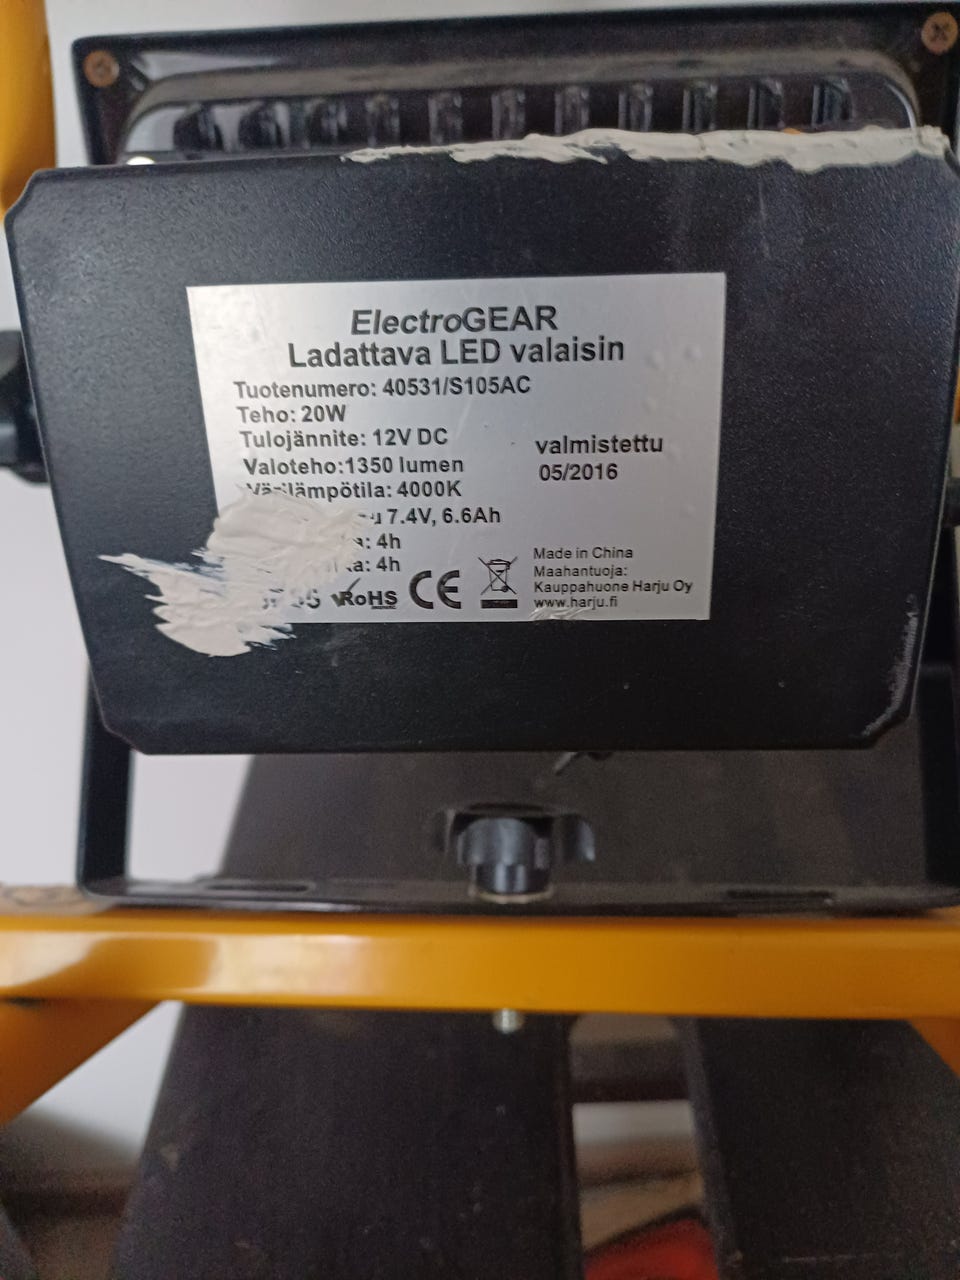 ElectroGEAR
Ladattava LED valaisin
Tuotenumero: 40531/S105AC
Teho: 20W
Tulojännite: 12V DC
Valoteho:1350 lumen
Värilämpötila: 4000K
7.4V, 6.6Ah
4h
4h
RoHS
CE
valmistettu
05/2016
Made in China
Maahantuoja:
Kauppahuone Harju Oy
www.harju.fi